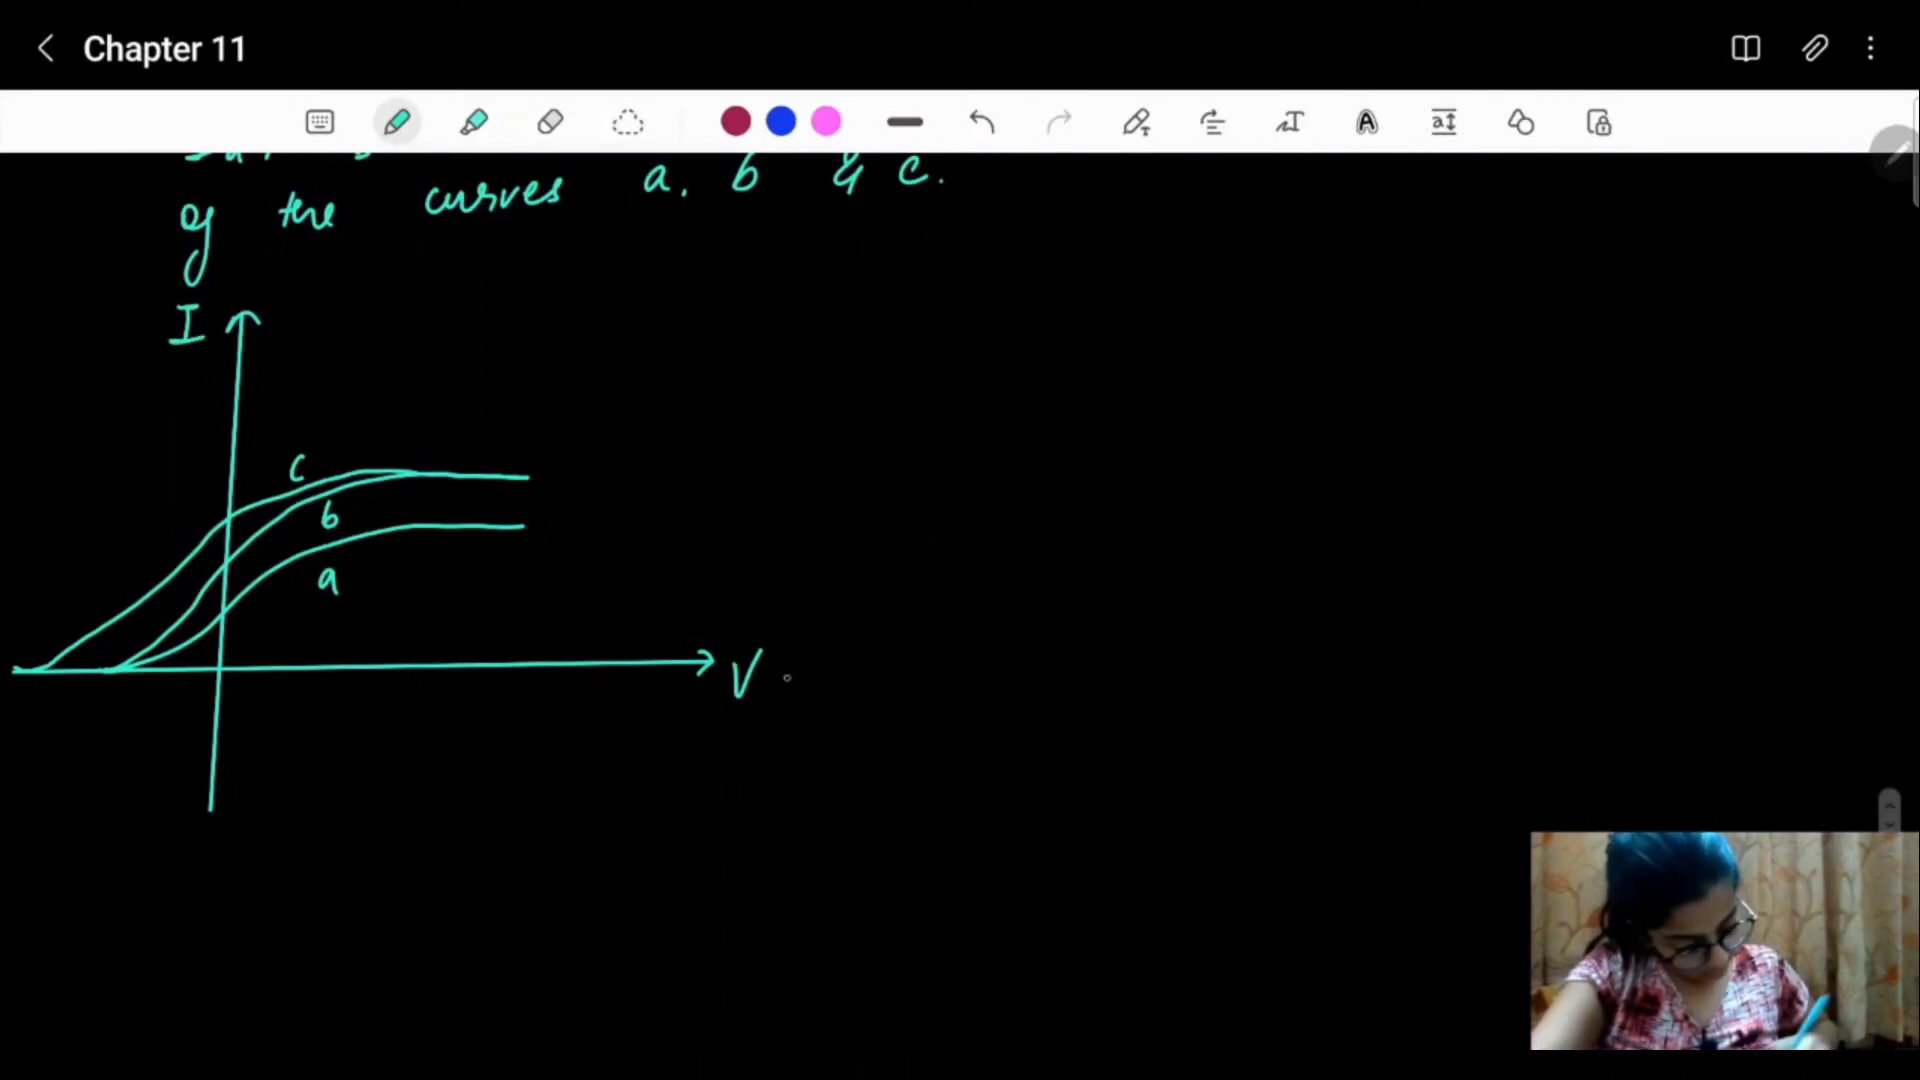 Chapter 11
a. b & c.
of the curves
I
c
b
a
V